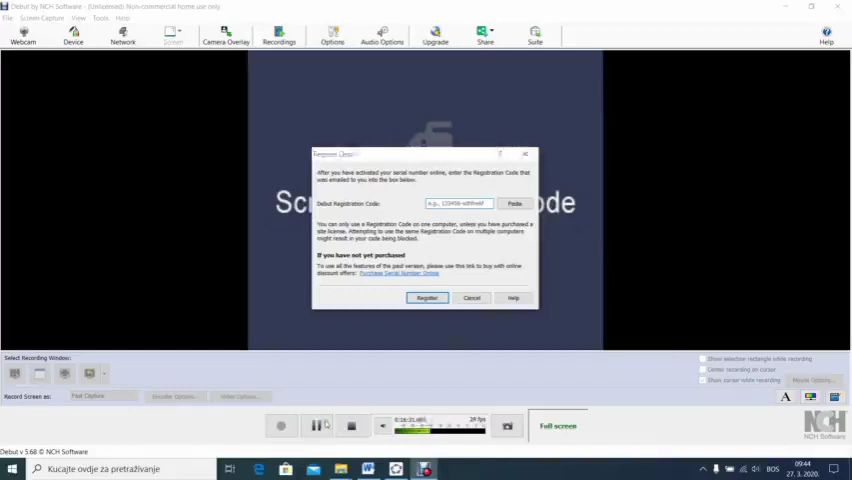 Debut by NCH Software - (Unlicensed) Non-commercial home use only
File Screen Capture View Tools Help
Webcam Device Network Screen Camera Overlay Recordings Options Audio Options Upgrade Share Suite Help
After you have activated your serial number online, enter the Registration Code that
was emailed to you into the box below.
Debut Registration Code:
Paste
You can only use a Registration Code on one computer, unless you have purchased a
site license. Attempting to use the same Registration Code on multiple computers
might result in your code being blocked.
If you have not yet purchased
To use all the features of the paid version, please use this link to buy with online
discount offers: Purchase Serial Number Online
Register Cancel Help
Select Recording Window:
Show selection rectangle while recording
Center recording on cursor
Show cursor while recording
Record Screen as: Fast Capture Encoder Options... Video Options...
Full screen
NCH
NCH Software
Debut v 5.68 © NCH Software
Kucajte ovdje za pretraživanje
BOS
09:44
27. 3. 2020.